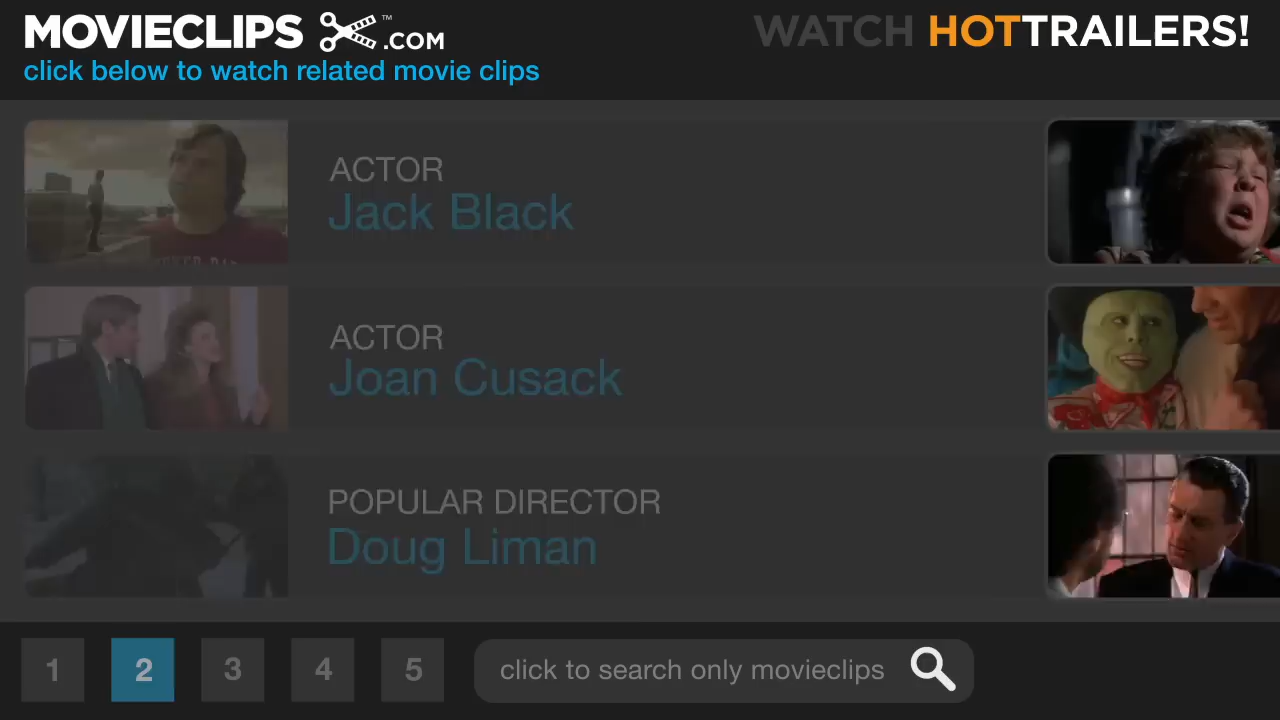 MOVIECLIPS ™ .COM
WATCH HOTTRAILERS!
click below to watch related movie clips
ACTOR
Jack Black
ACTOR
Joan Cusack
POPULAR DIRECTOR
Doug Liman
1 2 3 4 5
click to search only movieclips